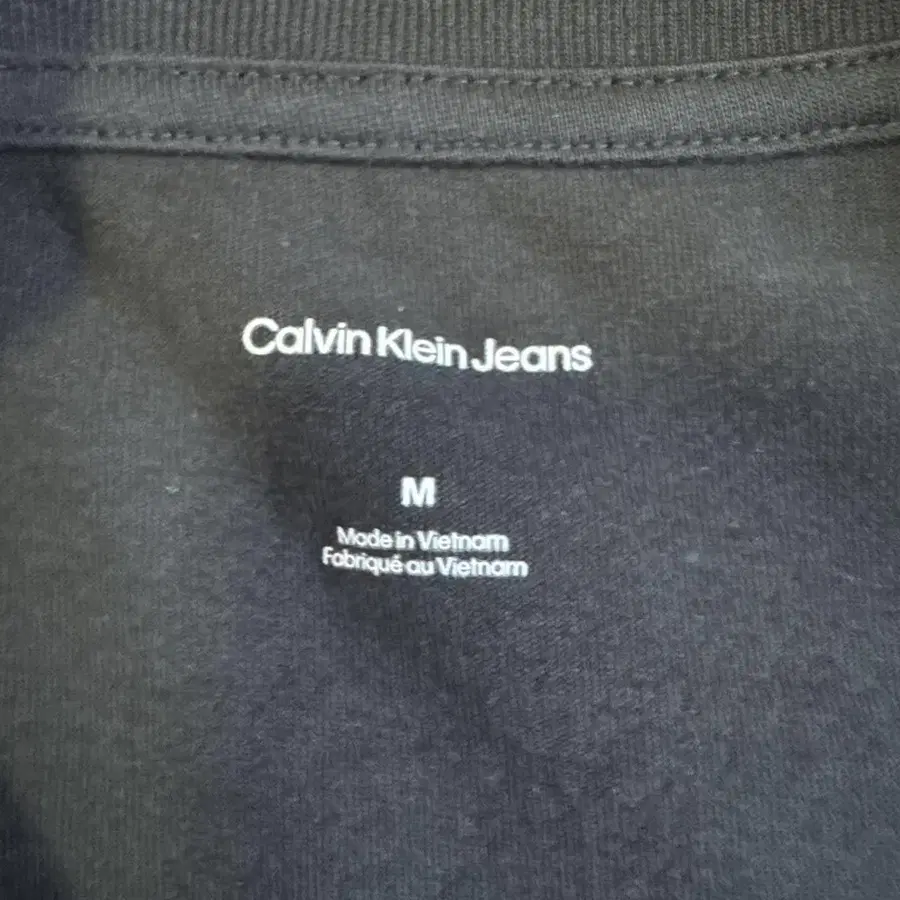 Calvin Klein Jeans
M
Made in Vietnam
Fabriqué au Vietnam